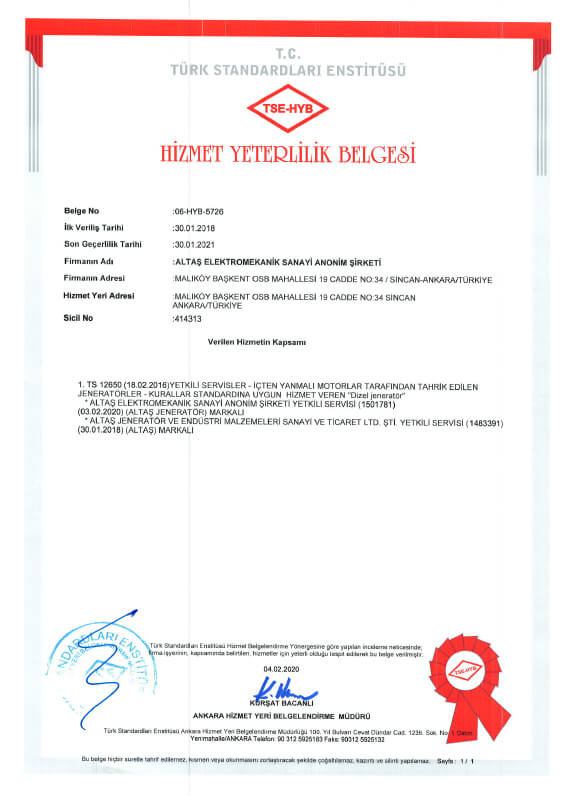 T.C.
TÜRK STANDARDLARI ENSTİTÜSÜ
TSE-HYB
HİZMET YETERLİLİK BELGESİ
Belge No :06-HYB-5726
İlk Veriliş Tarihi :30.01.2018
Son Geçerlilik Tarihi :30.01.2021
Firmanın Adı :ALTAŞ ELEKTROMEKANİK SANAYİ ANONİM ŞİRKETİ
Firmanın Adresi :MALIKÖY BAŞKENT OSB MAHALLESİ 19 CADDE NO:34 / SİNCAN-ANKARA/TÜRKİYE
Hizmet Yeri Adresi :MALIKÖY BAŞKENT OSB MAHALLESİ 19 CADDE NO:34 SİNCAN
ANKARA/TÜRKİYE
Sicil No :414313
Verilen Hizmetin Kapsamı
1. TS 12650 (18.02.2016)YETKİLİ SERVİSLER - İÇTEN YANMALI MOTORLAR TARAFINDAN TAHRİK EDİLEN
JENERATÖRLER - KURALLAR STANDARDINA UYGUN HİZMET VEREN "Dizel jeneratör"
* ALTAŞ ELEKTROMEKANİK SANAYİ ANONİM ŞİRKETİ YETKİLİ SERVİSİ (1501781)
(03.02.2020) (ALTAŞ JENERATÖR) MARKALI
* ALTAŞ JENERATÖR VE ENDÜSTRİ MALZEMELERİ SANAYİ VE TİCARET LTD. ŞTİ. YETKİLİ SERVİSİ (1483391)
(30.01.2018) (ALTAŞ) MARKALI
Türk Standardları Enstitüsü Hizmet Belgelendirme Yönergesine göre yapılan inceleme neticesinde;
firma işyerinin, kapsamında belirtilen, hizmetler için yeterli olduğu tespit edilerek bu belge verilmiştir.
04.02.2020
KÜRŞAT BACANLI
ANKARA HİZMET YERİ BELGELENDİRME MÜDÜRÜ
TSE-HYB
Türk Standardları Enstitüsü Ankara Hizmet Yeri Belgelendirme Müdürlüğü 100. Yıl Bulvarı Cevat Dündar Cad. 1236. Sok. No:
Yenimahalle/ANKARA Telefon: 90 312 5925183 Faks: 90312 5925132
Bu belge hiçbir suretle tahrif edilemez, kısmen veya okunmasını zorlaştıracak şekilde çoğaltılamaz, kazıntı ve silinti yapılamaz. Sayfa : 1 / 1